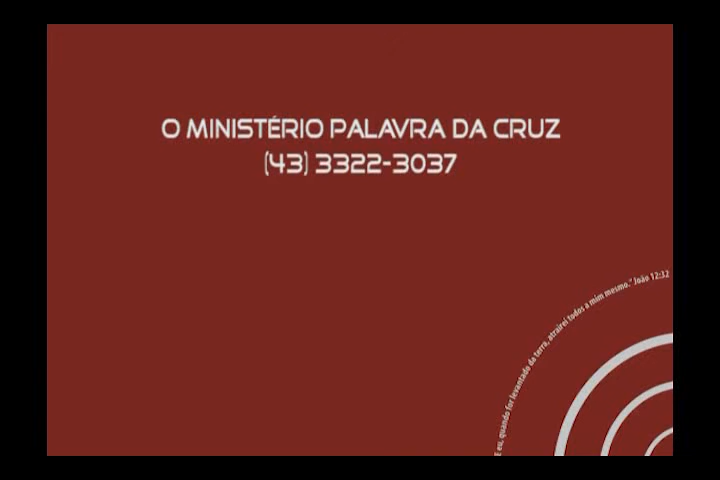 O MINISTÉRIO PALAVRA DA CRUZ
(43) 3322-3037
E eu, quando for levantado da terra, atrairei todos a mim mesmo." João 12:32